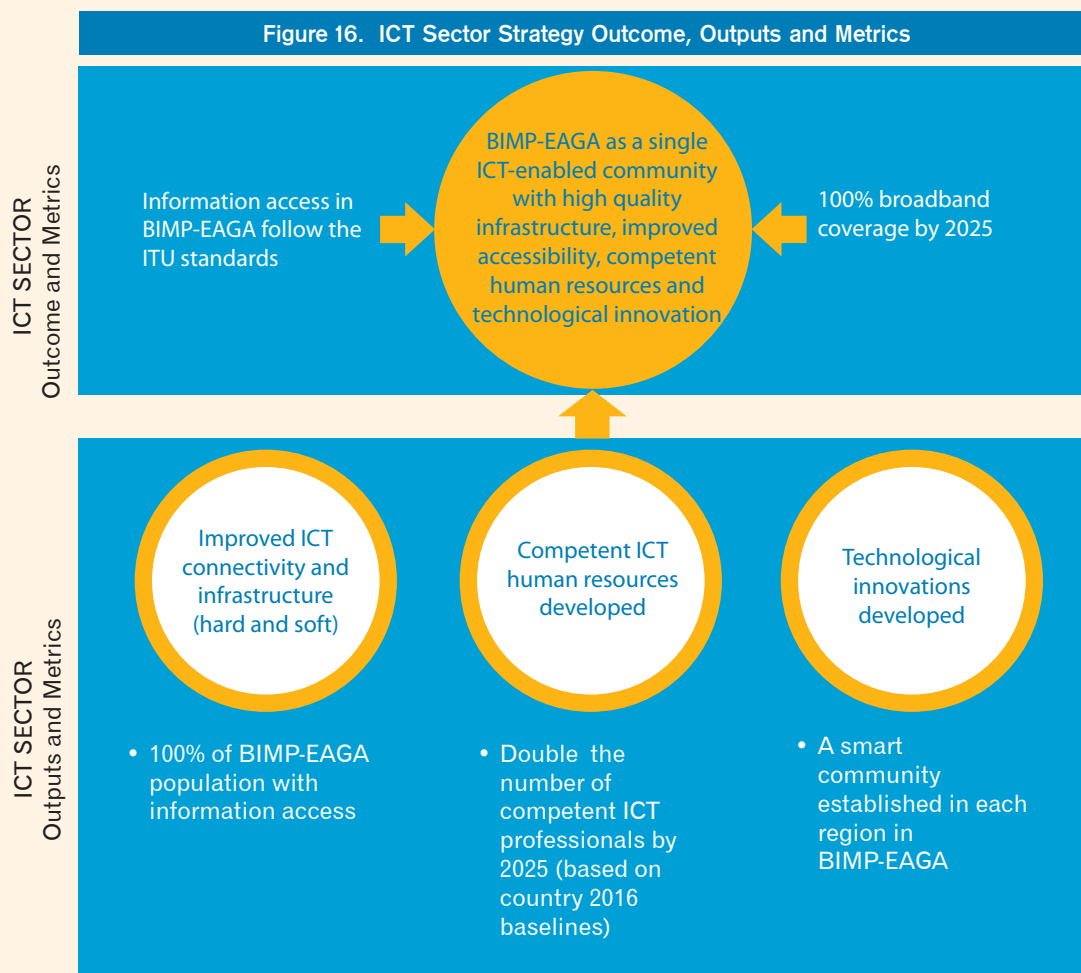 Figure 16. ICT Sector Strategy Outcome, Outputs and Metrics
ICT SECTOR
Outcome and Metrics
Information access in
BIMP-EAGA follow the
ITU standards
BIMP-EAGA as a single
ICT-enabled community
with high quality
infrastructure, improved
accessibility, competent
human resources and
technological innovation
100% broadband
coverage by 2025
ICT SECTOR
Outputs and Metrics
Improved ICT
connectivity and
infrastructure
(hard and soft)
• 100% of BIMP-EAGA
population with
information access
Competent ICT
human resources
developed
• Double the
number of
competent ICT
professionals by
2025 (based on
country 2016
baselines)
Technological
innovations
developed
• A smart
community
established in each
region in
BIMP-EAGA